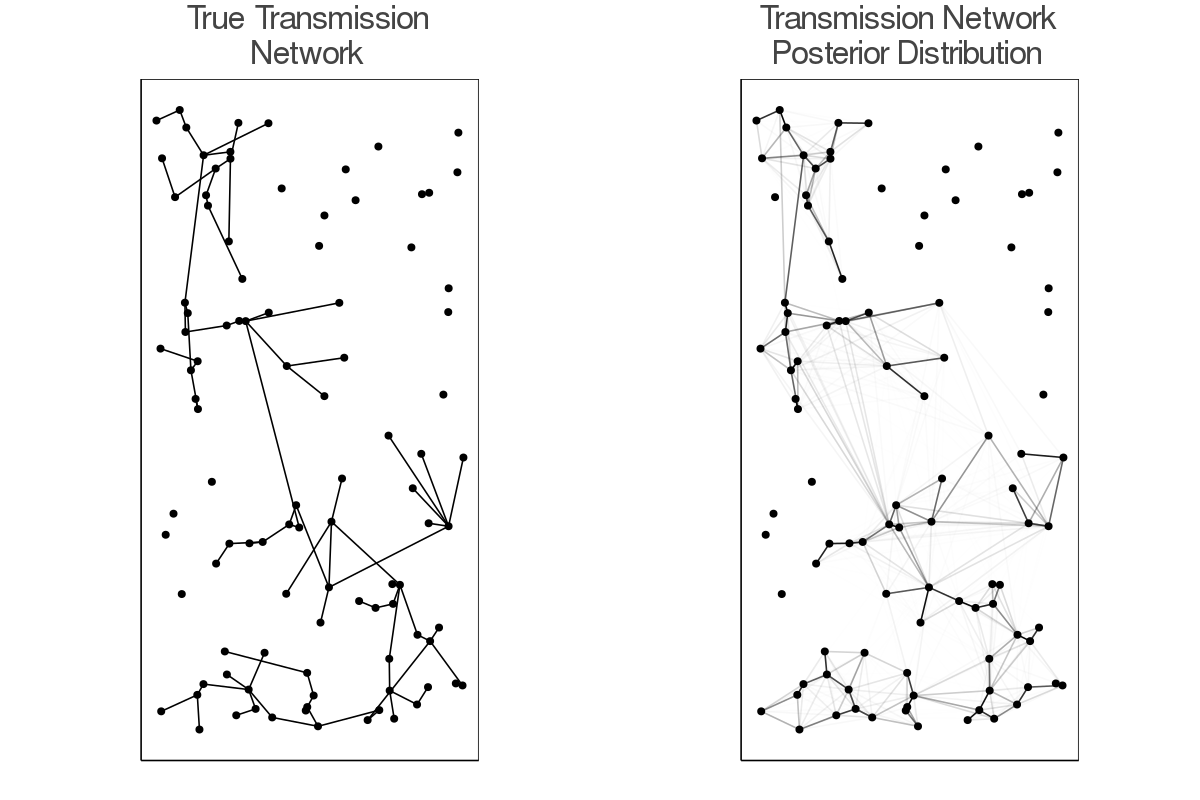 True Transmission
Network
Transmission Network
Posterior Distribution